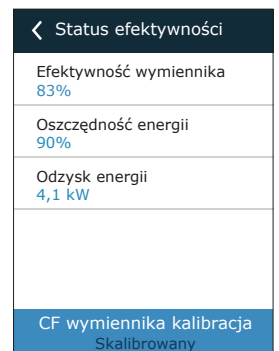 Status efektywności
Efektywność wymiennika
83%
Oszczędność energii
90%
Odzysk energii
4,1 kW
CF wymiennika kalibracja
Skalibrowany